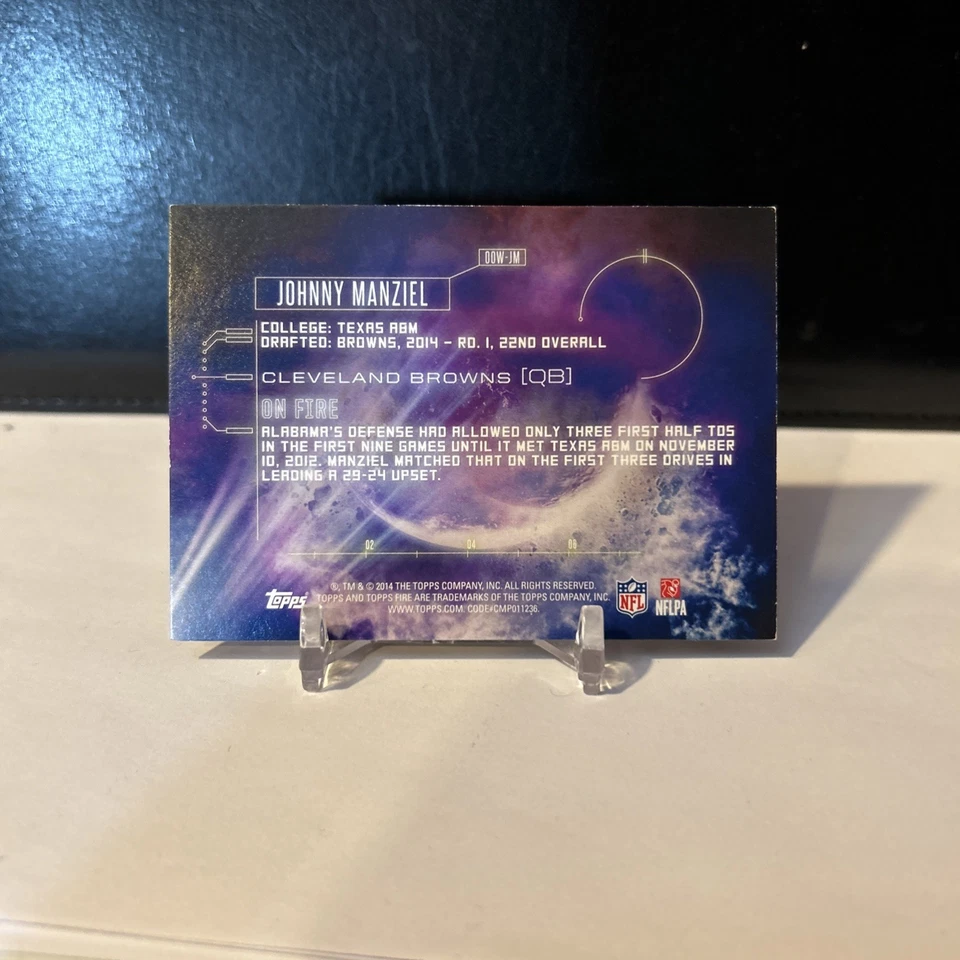 OOW-JM
JOHNNY MANZIEL
COLLEGE: TEXAS A&M
DRAFTED: BROWNS, 2014 - RD. 1, 22ND OVERALL
CLEVELAND BROWNS [QB]
ON FIRE
ALABAMA'S DEFENSE HAD ALLOWED ONLY THREE FIRST HALF TDS
IN THE FIRST NINE GAMES UNTIL IT MET TEXAS A&M ON NOVEMBER
10, 2012. MANZIEL MATCHED THAT ON THE FIRST THREE DRIVES IN
LEADING A 29-24 UPSET.
02 04 06
®, TM & © 2014 THE TOPPS COMPANY, INC. ALL RIGHTS RESERVED.
TOPPS AND TOPPS FIRE ARE TRADEMARKS OF THE TOPPS COMPANY, INC.
WWW.TOPPS.COM. CODE#CMP011236.
topps
NFL
NFLPA